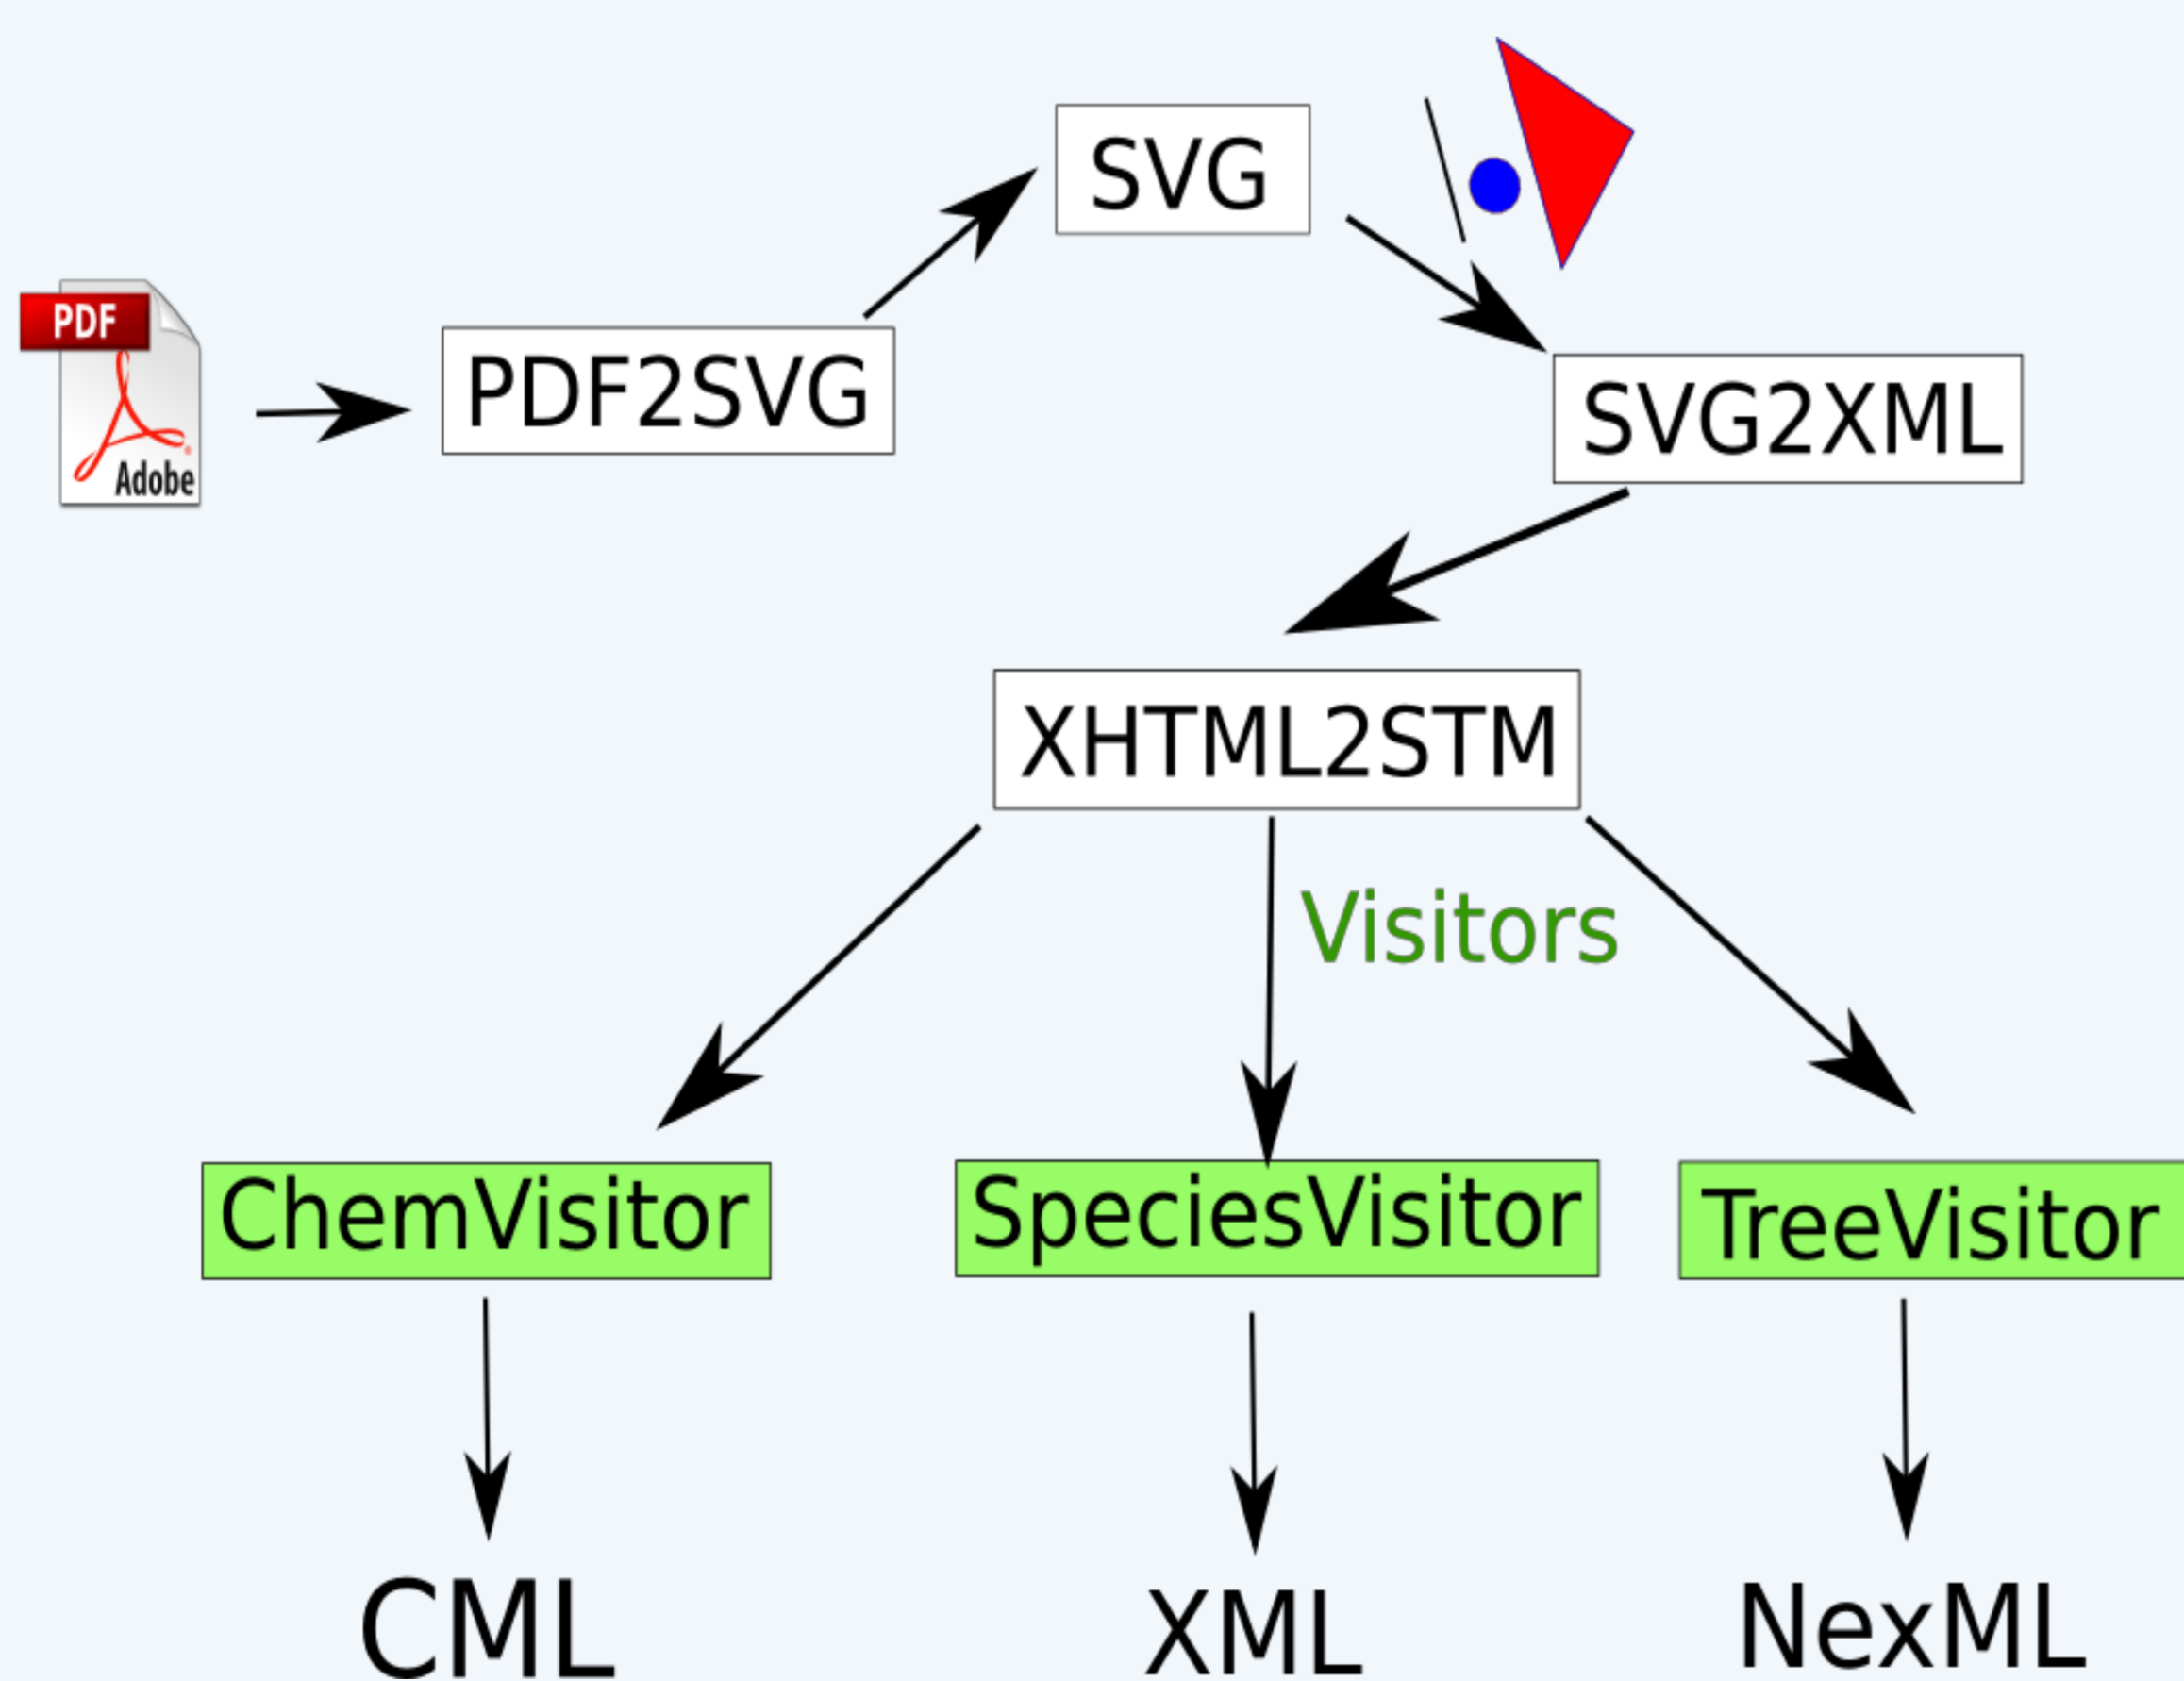 SVG
PDF
Adobe
PDF2SVG
SVG2XML
XHTML2STM
Visitors
ChemVisitor
SpeciesVisitor
TreeVisitor
CML
XML
NexML